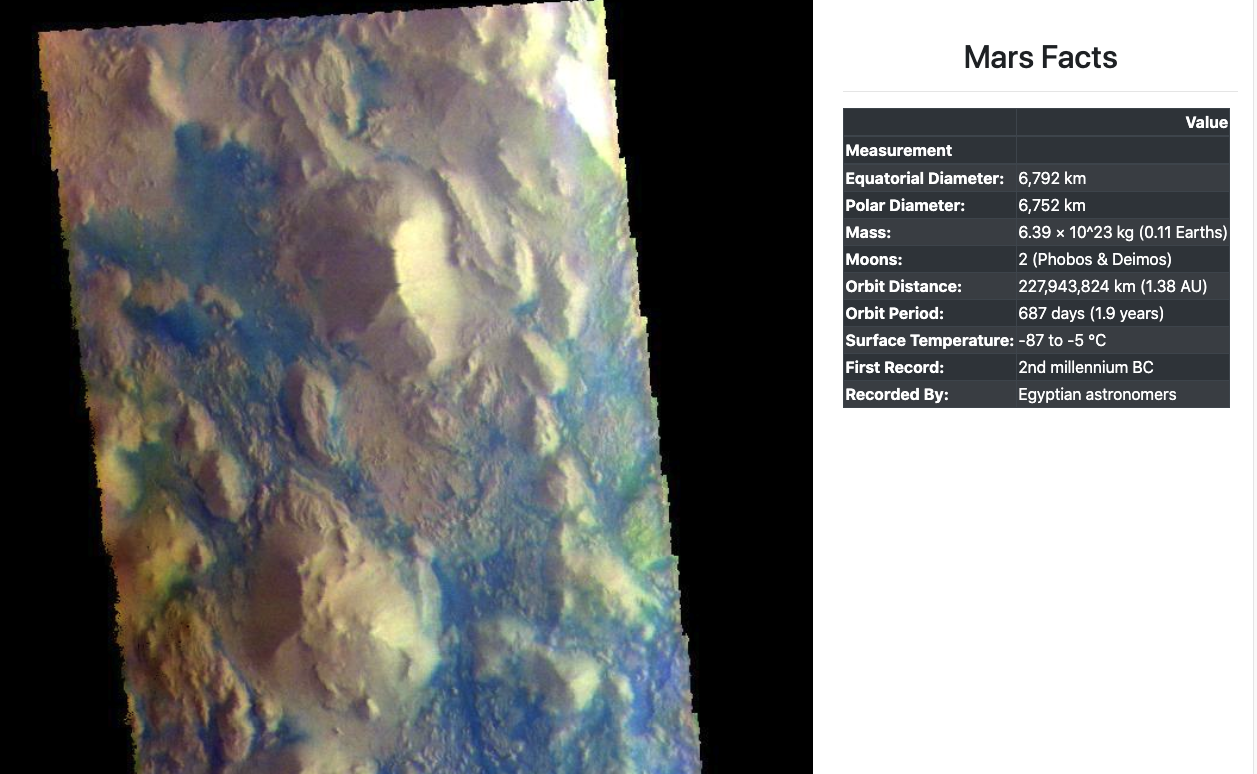 Mars Facts
Value
Measurement
Equatorial Diameter: 6,792 km
Polar Diameter: 6,752 km
Mass: 6.39 × 10^23 kg (0.11 Earths)
Moons: 2 (Phobos & Deimos)
Orbit Distance: 227,943,824 km (1.38 AU)
Orbit Period: 687 days (1.9 years)
Surface Temperature: -87 to -5 °C
First Record: 2nd millennium BC
Recorded By: Egyptian astronomers